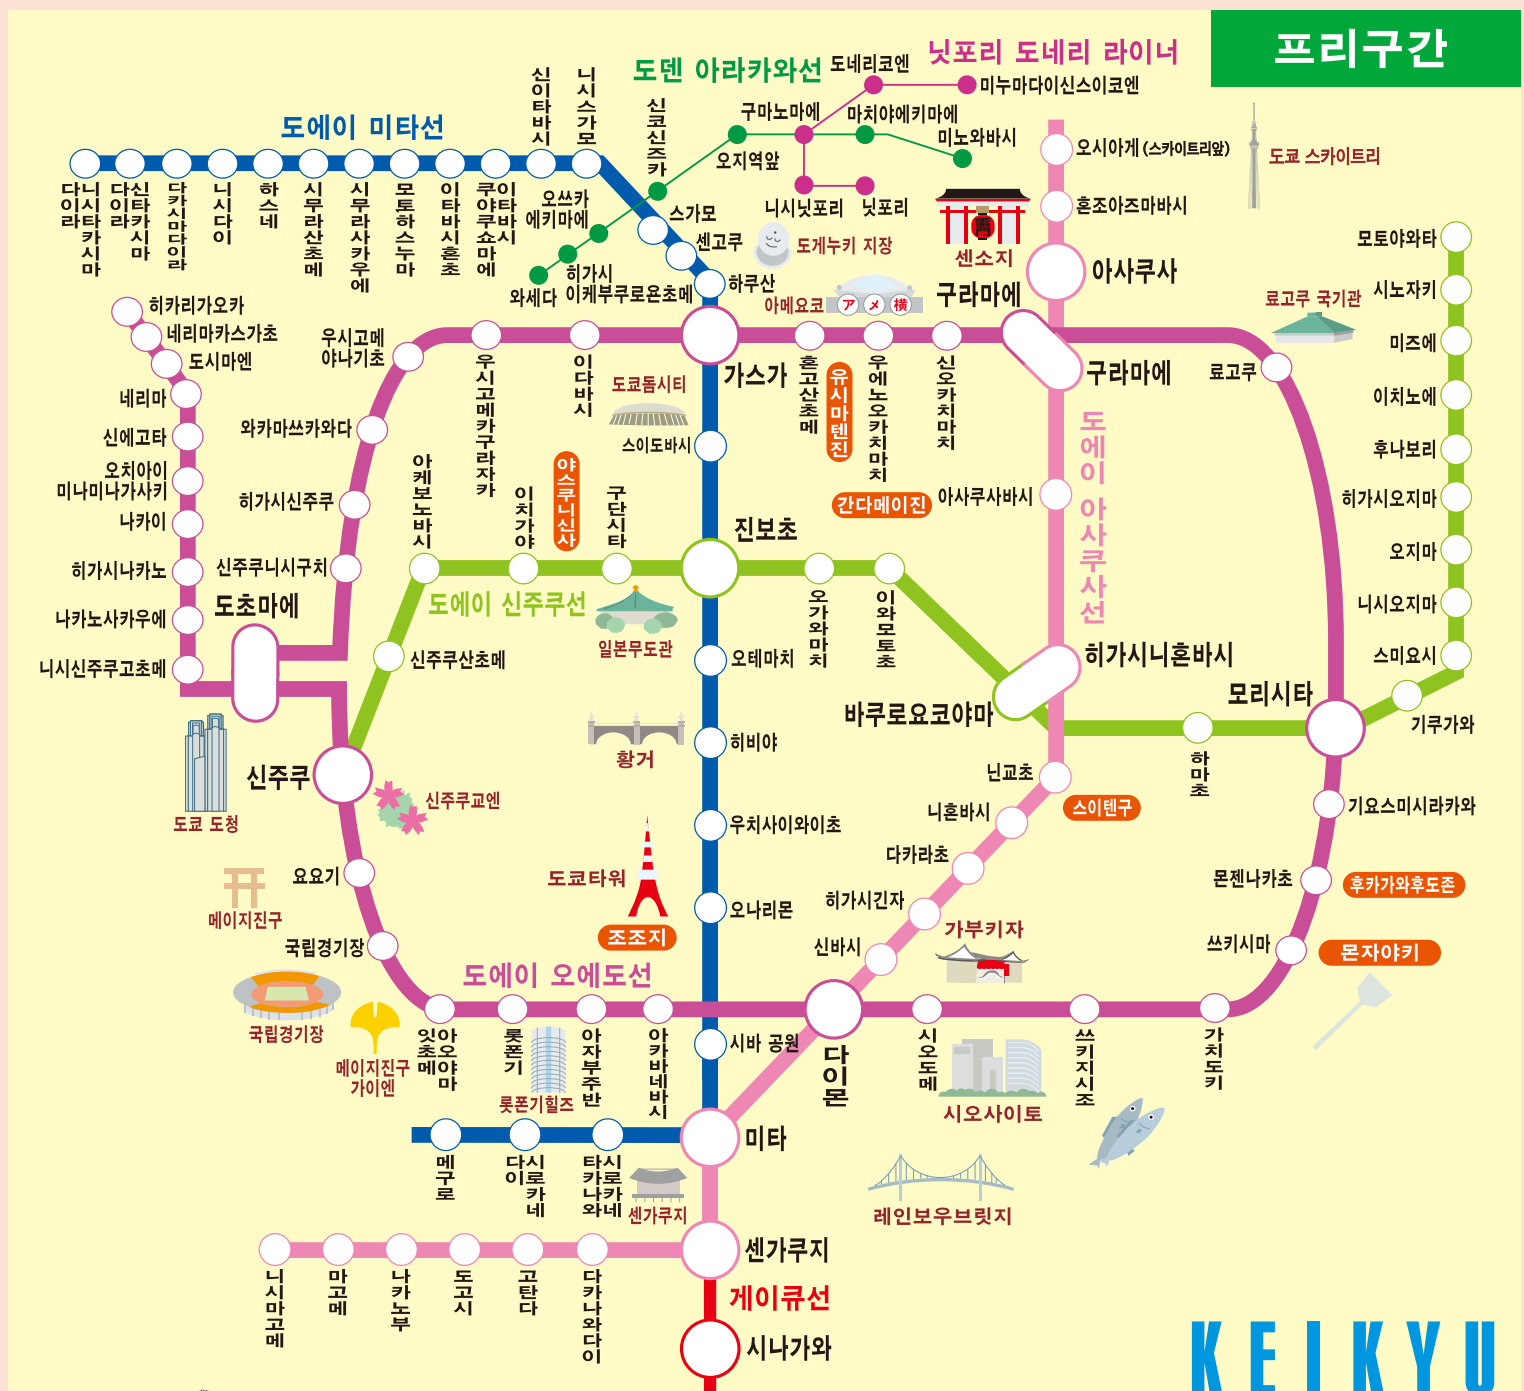 프리구간
닛포리 도네리 라이너
도네리코엔
미누마다이신스이코엔
도덴 아라카와선
구마노마에
마치야에키마에
미노와바시
오지역앞
신코신즈카
니시닛포리
닛포리
오쓰카
에키마에
히가시
이케부쿠로욘초메
와세다
도에이 미타선
니시타카시마
다이라
신타카시마
다이라
다카시마다이라
니시다이
하스네
시무라산초메
시무라사카우에
모토하스누마
이타바시혼초
이타바시
쿠야쿠쇼마에
신이타바시
니시스가모
스가모
센고쿠
하쿠산
도게누키 지장
아메요코
アメ横
센소지
오시아게 (스카이트리앞)
도쿄 스카이트리
혼조아즈마바시
아사쿠사
구라마에
구라마에
모토야와타
시노자키
미즈에
이치노에
후나보리
히가시오지마
오지마
니시오지마
스미요시
기쿠가와
료고쿠 국기관
료고쿠
히카리가오카
네리마카스가초
도시마엔
네리마
신에고타
오치아이
미나미나가사키
나카이
히가시나카노
나카노사카우에
니시신주쿠고초메
우시고메
야나기초
와카마쓰카와다
히가시신주쿠
신주쿠니시구치
도초마에
우시고메카구라자카
이다바시
가스가
도쿄돔시티
스이도바시
혼고산초메
유시마텐진
우에노오카치마치
신오카치마치
간다메이진
아사쿠사바시
도에이 아사쿠사선
아케보노바시
이치가야
야스쿠니신사
구단시타
진보초
도에이 신주쿠선
일본무도관
신주쿠산초메
오가와마치
이와모토초
오테마치
히가시니혼바시
바쿠로요코야마
모리시타
하마초
황거
히비야
신주쿠
도쿄 도청
신주쿠교엔
닌교초
스이텐구
니혼바시
다카라초
히가시긴자
신바시
가부키자
기요스미시라카와
몬젠나카초
후카가와후도존
쓰키시마
몬자야키
우치사이와이초
도쿄타워
조조지
오나리몬
요요기
메이지진구
국립경기장
국립경기장
메이지진구
가이엔
도에이 오에도선
아오야마
잇초메
롯폰기
롯폰기힐즈
아자부주반
아카바네바시
시바 공원
다이몬
시오도메
시오사이토
쓰키지시조
가치도키
레인보우브릿지
미타
메구로
시로카네
다이
시로카네
타카나와
센가쿠지
센가쿠지
니시마고메
마고메
나카노부
도고시
고탄다
다카나와다이
게이큐선
시나가와
KEIKYU